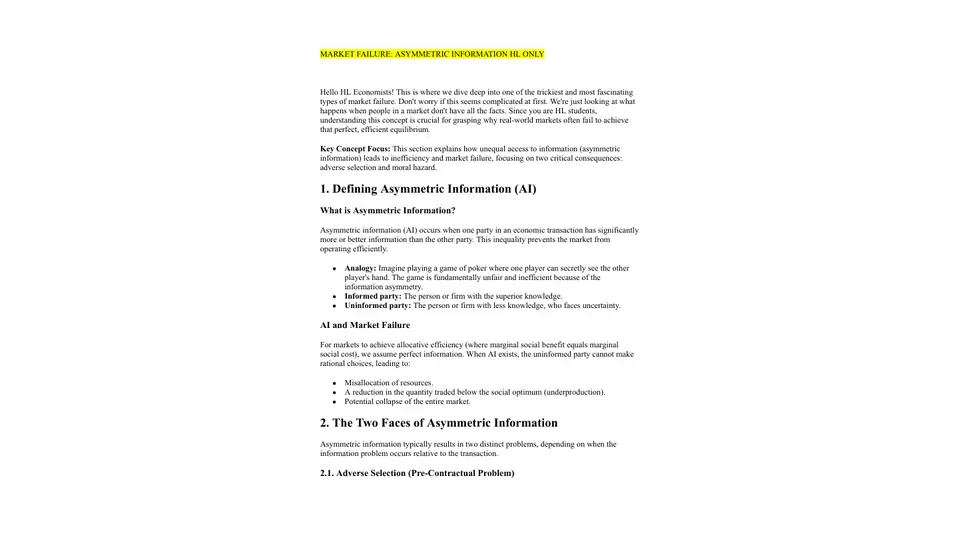 MARKET FAILURE: ASYMMETRIC INFORMATION HL ONLY
Hello HL Economists! This is where we dive deep into one of the trickiest and most fascinating
types of market failure. Don't worry if this seems complicated at first. We're just looking at what
happens when people in a market don't have all the facts. Since you are HL students,
understanding this concept is crucial for grasping why real-world markets often fail to achieve
that perfect, efficient equilibrium.
Key Concept Focus: This section explains how unequal access to information (asymmetric
information) leads to inefficiency and market failure, focusing on two critical consequences:
adverse selection and moral hazard.
1. Defining Asymmetric Information (AI)
What is Asymmetric Information?
Asymmetric information (AI) occurs when one party in an economic transaction has significantly
more or better information than the other party. This inequality prevents the market from
operating efficiently.
• Analogy: Imagine playing a game of poker where one player can secretly see the other
player's hand. The game is fundamentally unfair and inefficient because of the
information asymmetry.
• Informed party: The person or firm with the superior knowledge.
• Uninformed party: The person or firm with less knowledge, who faces uncertainty.
AI and Market Failure
For markets to achieve allocative efficiency (where marginal social benefit equals marginal
social cost), we assume perfect information. When AI exists, the uninformed party cannot make
rational choices, leading to:
• Misallocation of resources.
• A reduction in the quantity traded below the social optimum (underproduction).
• Potential collapse of the entire market.
2. The Two Faces of Asymmetric Information
Asymmetric information typically results in two distinct problems, depending on when the
information problem occurs relative to the transaction.
2.1. Adverse Selection (Pre-Contractual Problem)